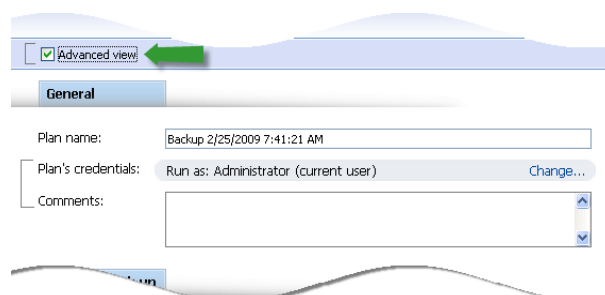 Advanced view
General
Plan name: Backup 2/25/2009 7:41:21 AM
Plan's credentials: Run as: Administrator (current user) Change...
Comments: